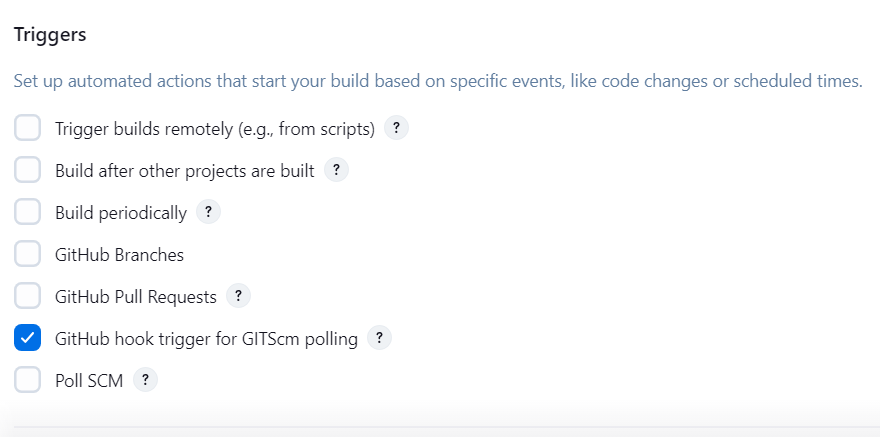 Triggers
Set up automated actions that start your build based on specific events, like code changes or scheduled times.
Trigger builds remotely (e.g., from scripts) ?
Build after other projects are built ?
Build periodically ?
GitHub Branches
GitHub Pull Requests ?
GitHub hook trigger for GITScm polling ?
Poll SCM ?